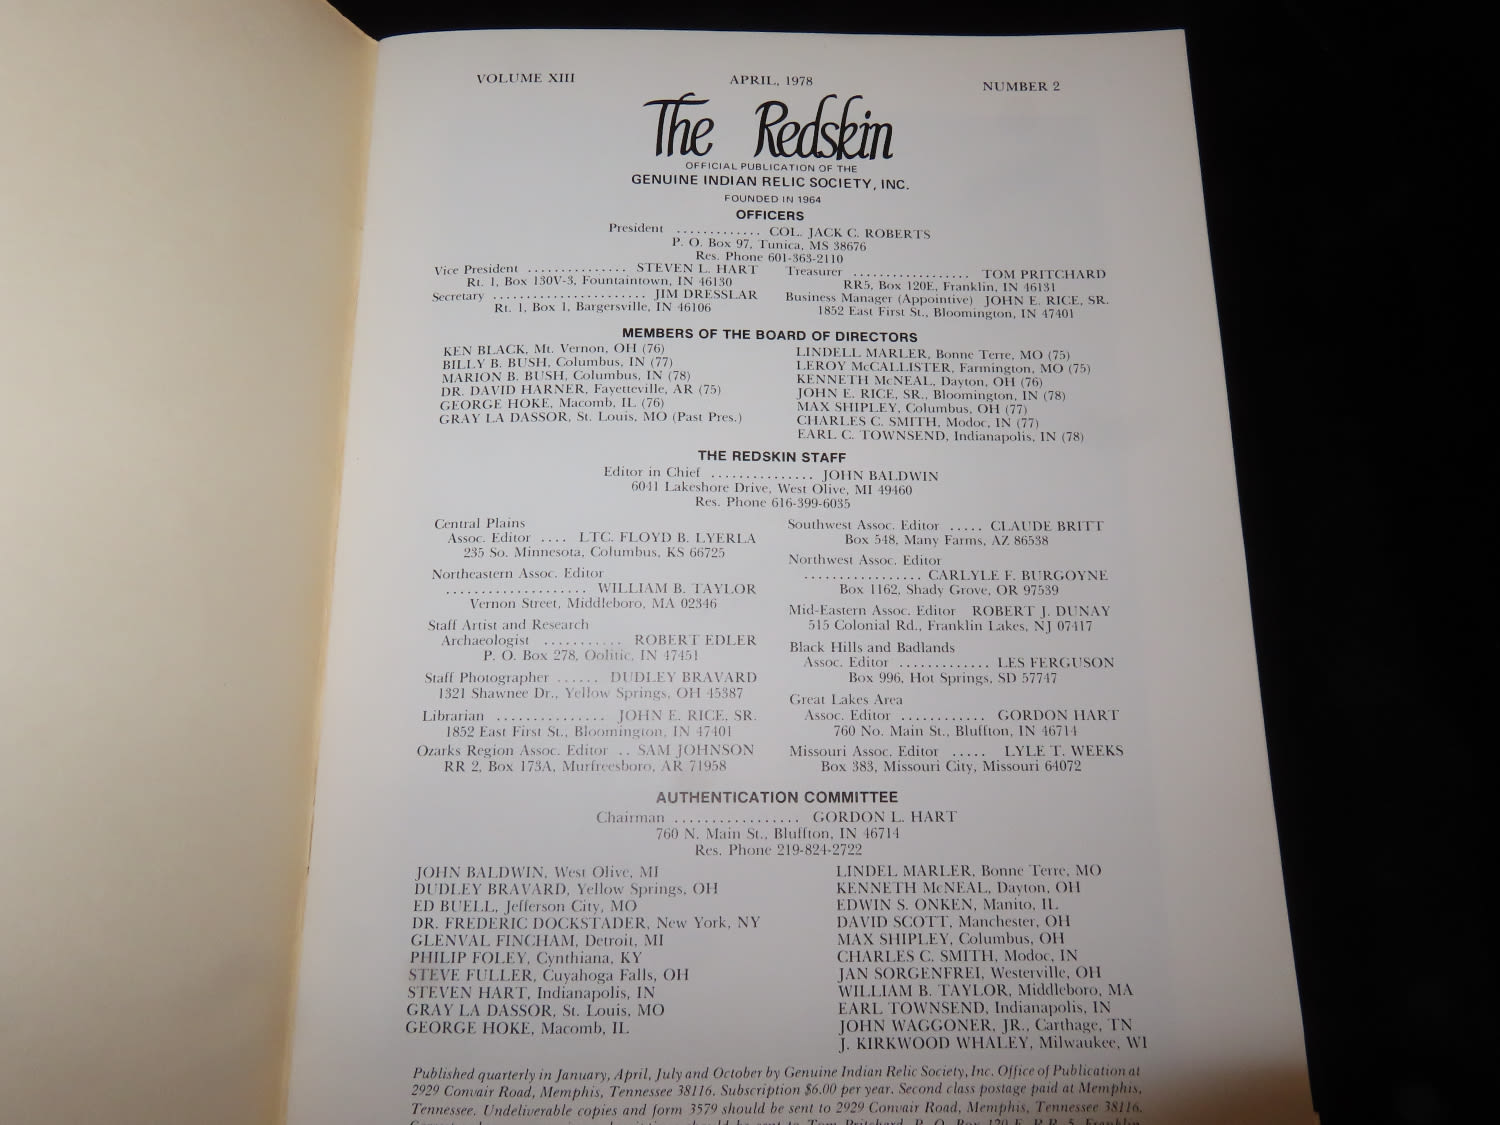 VOLUME XIII APRIL, 1978 NUMBER 2
The Redskin
OFFICIAL PUBLICATION OF THE
GENUINE INDIAN RELIC SOCIETY, INC.
FOUNDED IN 1964
OFFICERS
President ............. COL. JACK C. ROBERTS
P. O. Box 97, Tunica, MS 38676
Res. Phone 601-363-2110
Vice President ............... STEVEN L. HART
Rt. 1, Box 130V-3, Fountaintown, IN 46130
Secretary ....................... JIM DRESSLAR
Rt. 1, Box 1, Bargersville, IN 46106
Treasurer .................. TOM PRITCHARD
RR5, Box 120E, Franklin, IN 46131
Business Manager (Appointive) JOHN E. RICE, SR.
1852 East First St., Bloomington, IN 47401
MEMBERS OF THE BOARD OF DIRECTORS
KEN BLACK, Mt. Vernon, OH (76)
BILLY B. BUSH, Columbus, IN (77)
MARION B. BUSH, Columbus, IN (78)
DR. DAVID HARNER, Fayetteville, AR (75)
GEORGE HOKE, Macomb, IL (76)
GRAY LA DASSOR, St. Louis, MO (Past Pres.)
LINDELL MARLER, Bonne Terre, MO (75)
LEROY McCALLISTER, Farmington, MO (75)
KENNETH McNEAL, Dayton, OH (76)
JOHN E. RICE, SR., Bloomington, IN (78)
MAX SHIPLEY, Columbus, OH (77)
CHARLES C. SMITH, Modoc, IN (77)
EARL C. TOWNSEND, Indianapolis, IN (78)
THE REDSKIN STAFF
Editor in Chief ............... JOHN BALDWIN
6041 Lakeshore Drive, West Olive, MI 49460
Res. Phone 616-399-6035
Central Plains
Assoc. Editor .... LTC. FLOYD B. LYERLA
235 So. Minnesota, Columbus, KS 66725
Northeastern Assoc. Editor
.................... WILLIAM B. TAYLOR
Vernon Street, Middleboro, MA 02346
Staff Artist and Research
Archaeologist ........... ROBERT EDLER
P. O. Box 278, Oolitic, IN 47451
Staff Photographer ...... DUDLEY BRAVARD
1321 Shawnee Dr., Yellow Springs, OH 45387
Librarian ............... JOHN E. RICE, SR.
1852 East First St., Bloomington, IN 47401
Ozarks Region Assoc. Editor .. SAM JOHNSON
RR 2, Box 173A, Murfreesboro, AR 71958
Southwest Assoc. Editor ..... CLAUDE BRITT
Box 548, Many Farms, AZ 86538
Northwest Assoc. Editor
................. CARLYLE F. BURGOYNE
Box 1162, Shady Grove, OR 97539
Mid-Eastern Assoc. Editor ROBERT J. DUNAY
515 Colonial Rd., Franklin Lakes, NJ 07417
Black Hills and Badlands
Assoc. Editor ............. LES FERGUSON
Box 996, Hot Springs, SD 57747
Great Lakes Area
Assoc. Editor ............ GORDON HART
760 No. Main St., Bluffton, IN 46714
Missouri Assoc. Editor ..... LYLE T. WEEKS
Box 383, Missouri City, Missouri 64072
AUTHENTICATION COMMITTEE
Chairman ................. GORDON L. HART
760 N. Main St., Bluffton, IN 46714
Res. Phone 219-824-2722
JOHN BALDWIN, West Olive, MI
DUDLEY BRAVARD, Yellow Springs, OH
ED BUELL, Jefferson City, MO
DR. FREDERIC DOCKSTADER, New York, NY
GLENVAL FINCHAM, Detroit, MI
PHILIP FOLEY, Cynthiana, KY
STEVE FULLER, Cuyahoga Falls, OH
STEVEN HART, Indianapolis, IN
GRAY LA DASSOR, St. Louis, MO
GEORGE HOKE, Macomb, IL
LINDEL MARLER, Bonne Terre, MO
KENNETH McNEAL, Dayton, OH
EDWIN S. ONKEN, Manito, IL
DAVID SCOTT, Manchester, OH
MAX SHIPLEY, Columbus, OH
CHARLES C. SMITH, Modoc, IN
JAN SORGENFREI, Westerville, OH
WILLIAM B. TAYLOR, Middleboro, MA
EARL TOWNSEND, Indianapolis, IN
JOHN WAGGONER, JR., Carthage, TN
J. KIRKWOOD WHALEY, Milwaukee, WI
Published quarterly in January, April, July and October by Genuine Indian Relic Society, Inc. Office of Publication at
2929 Convair Road, Memphis, Tennessee 38116. Subscription $6.00 per year. Second class postage paid at Memphis,
Tennessee. Undeliverable copies and form 3579 should be sent to 2929 Convair Road, Memphis, Tennessee 38116.